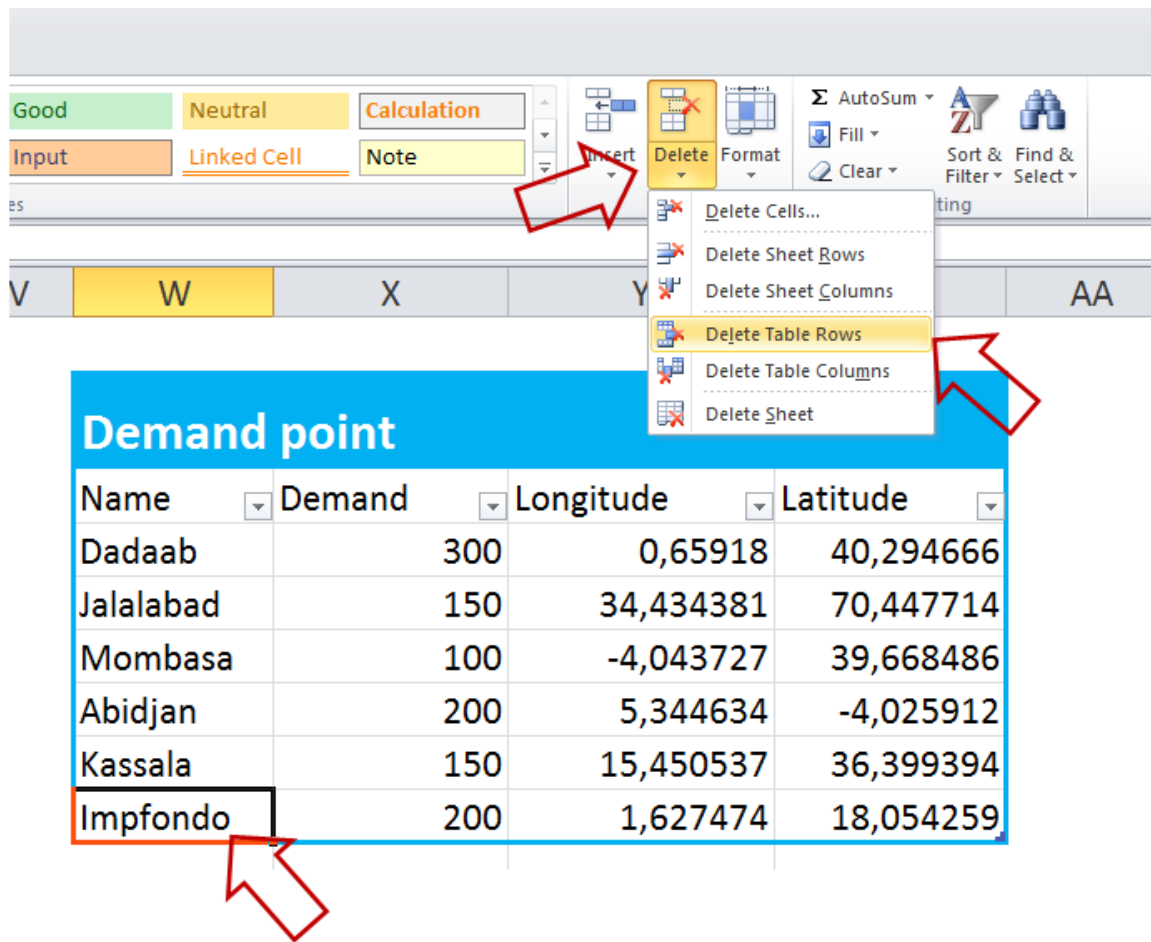 Good Neutral Calculation
Input Linked Cell Note
es
Insert Delete Format
Σ AutoSum
Fill
Clear
Sort & Filter
Find & Select
ting
Delete Cells...
Delete Sheet Rows
Delete Sheet Columns
Delete Table Rows
Delete Table Columns
Delete Sheet
V W X Y AA
Demand point
Name Demand Longitude Latitude
Dadaab 300 0,65918 40,294666
Jalalabad 150 34,434381 70,447714
Mombasa 100 -4,043727 39,668486
Abidjan 200 5,344634 -4,025912
Kassala 150 15,450537 36,399394
Impfondo 200 1,627474 18,054259